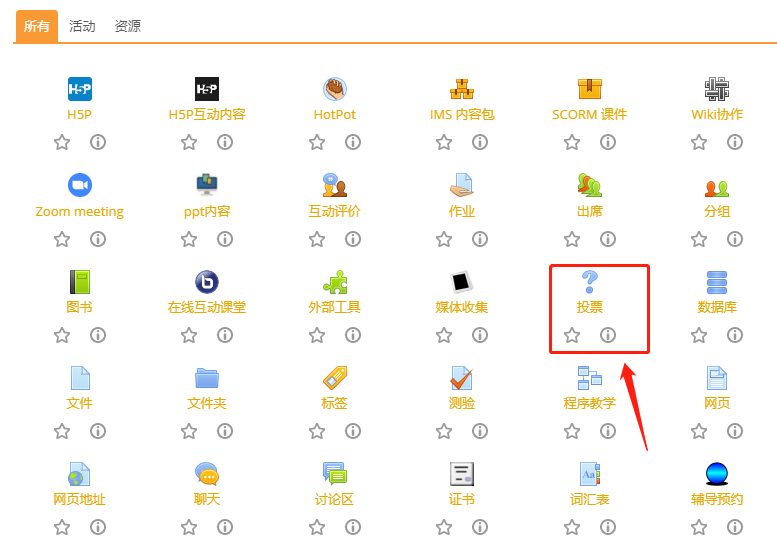 所有 活动 资源
H5P H5P互动内容 HotPot IMS 内容包 SCORM 课件 Wiki协作
Zoom meeting ppt内容 互动评价 作业 出席 分组
图书 在线互动课堂 外部工具 媒体收集 投票 数据库
文件 文件夹 标签 测验 程序教学 网页
网页地址 聊天 讨论区 证书 词汇表 辅导预约